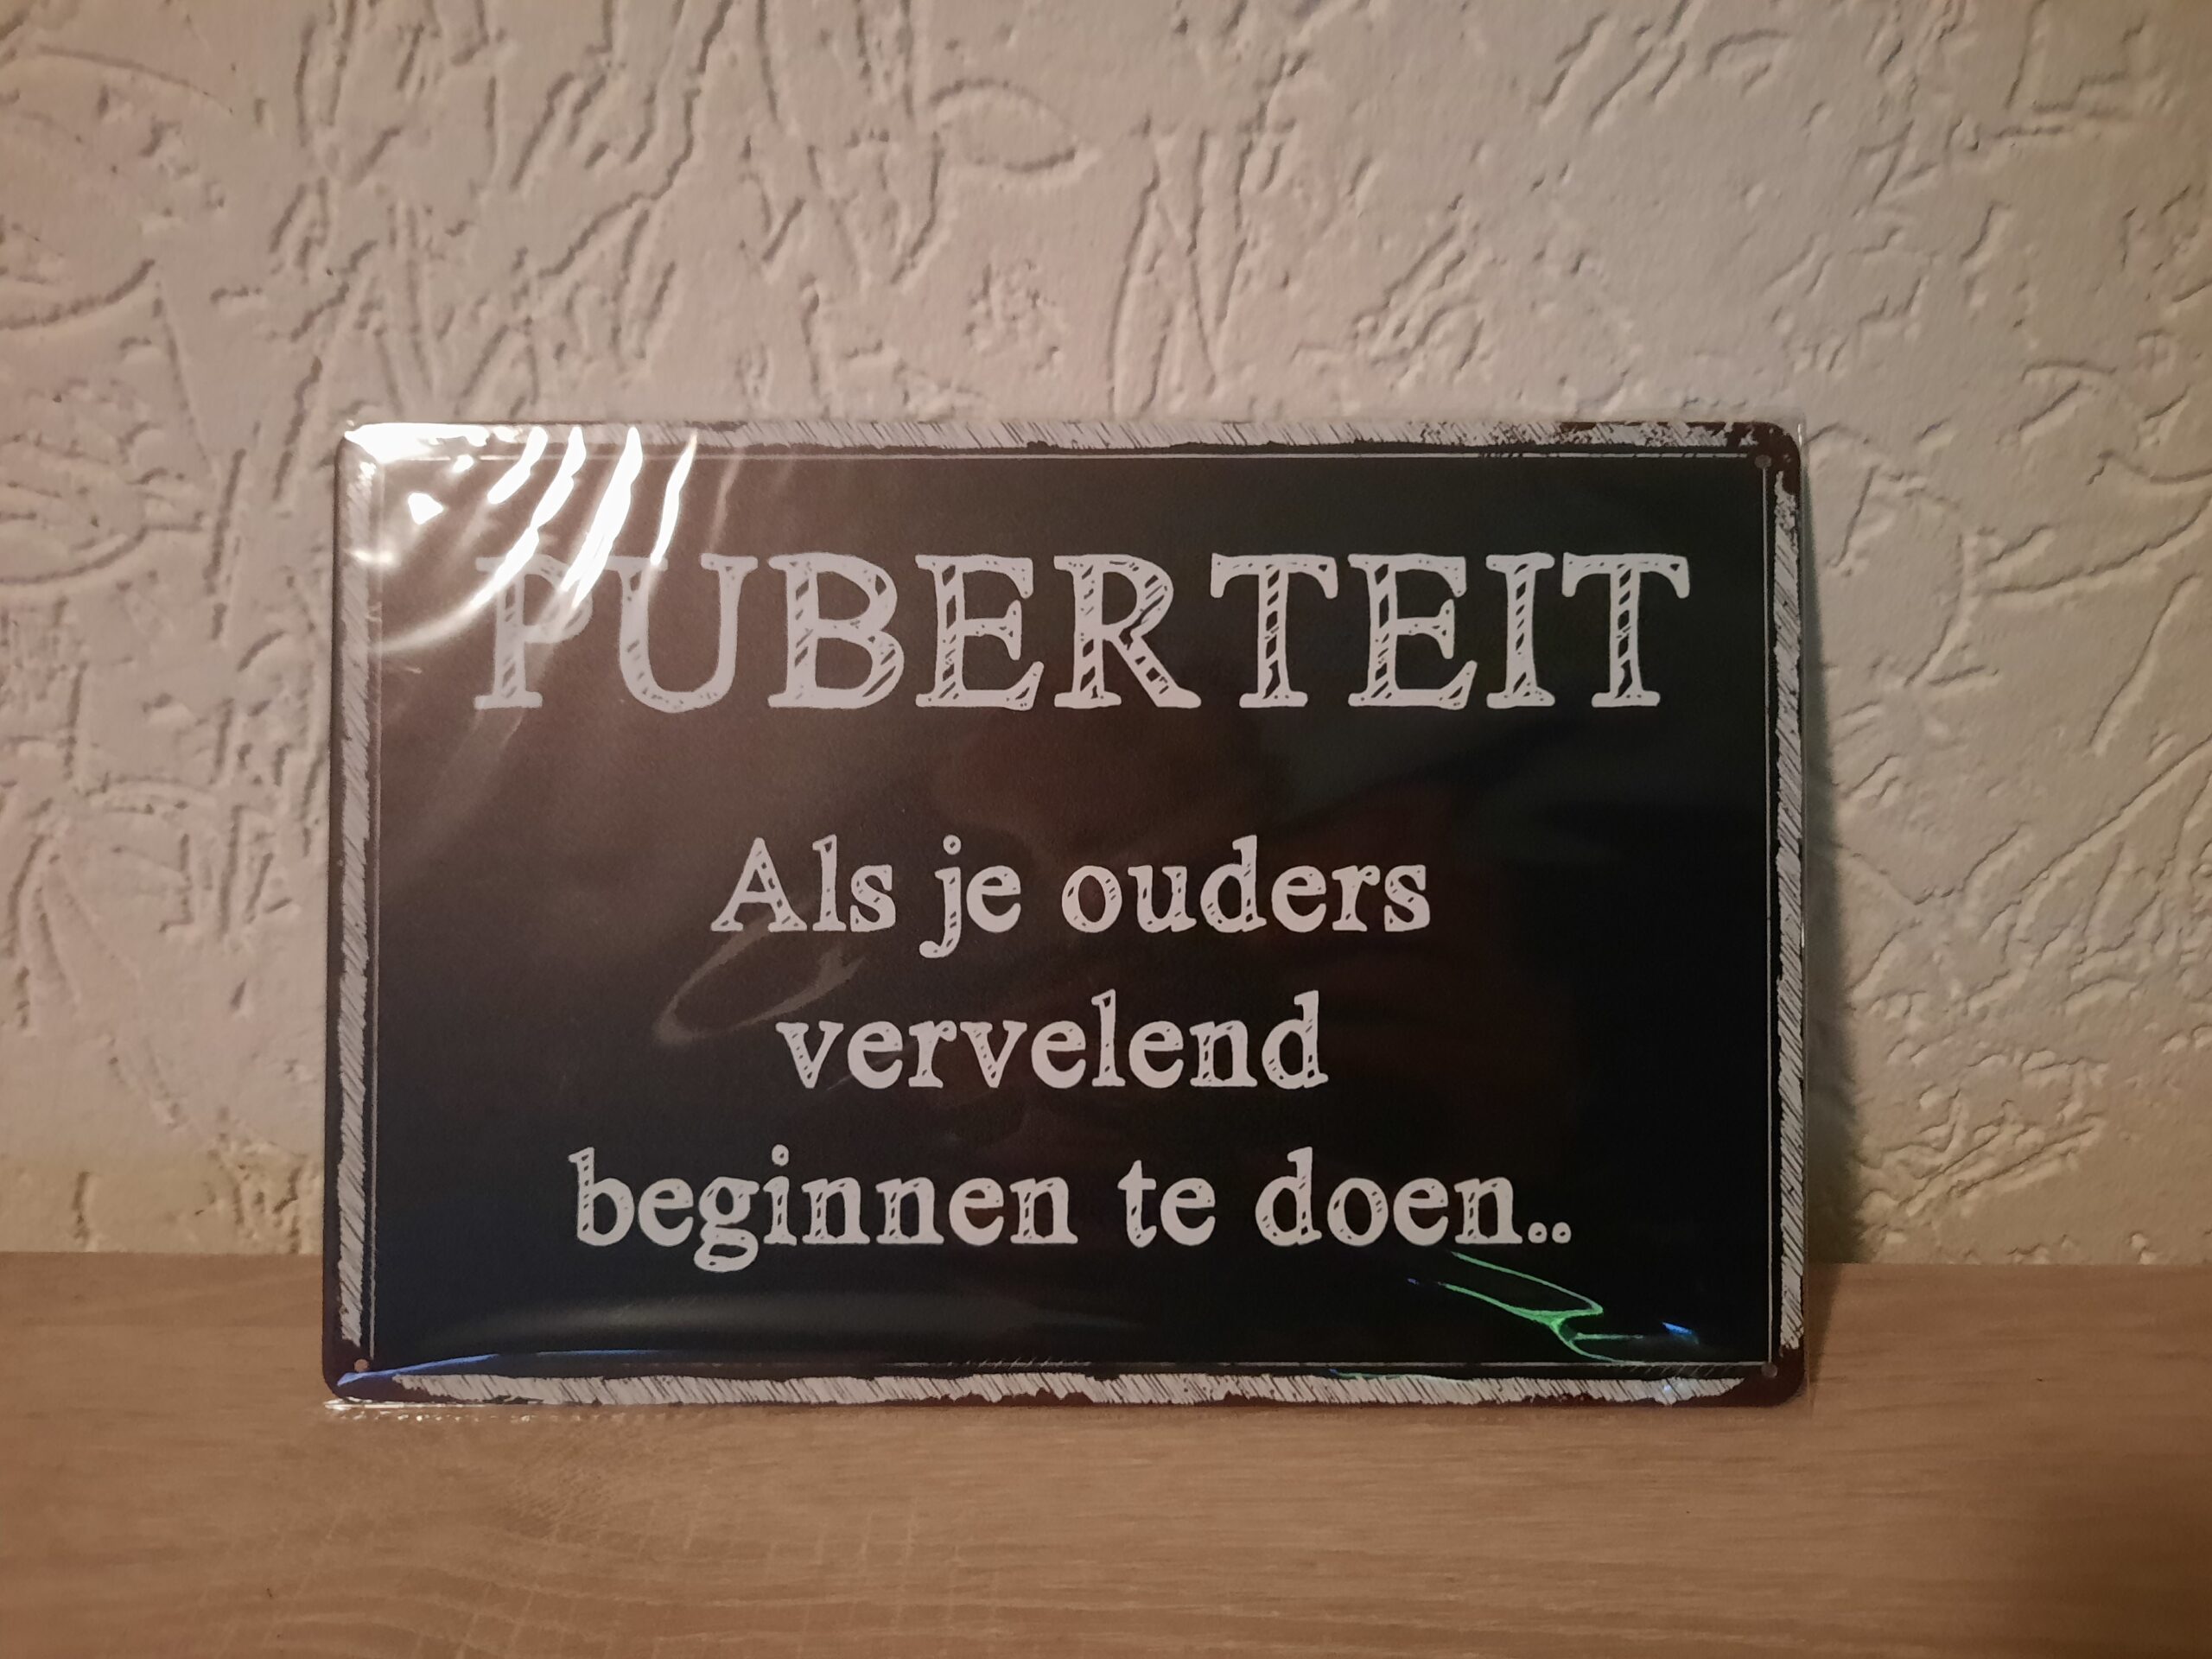 PUBERTEIT
Als je ouders
vervelend
beginnen te doen..